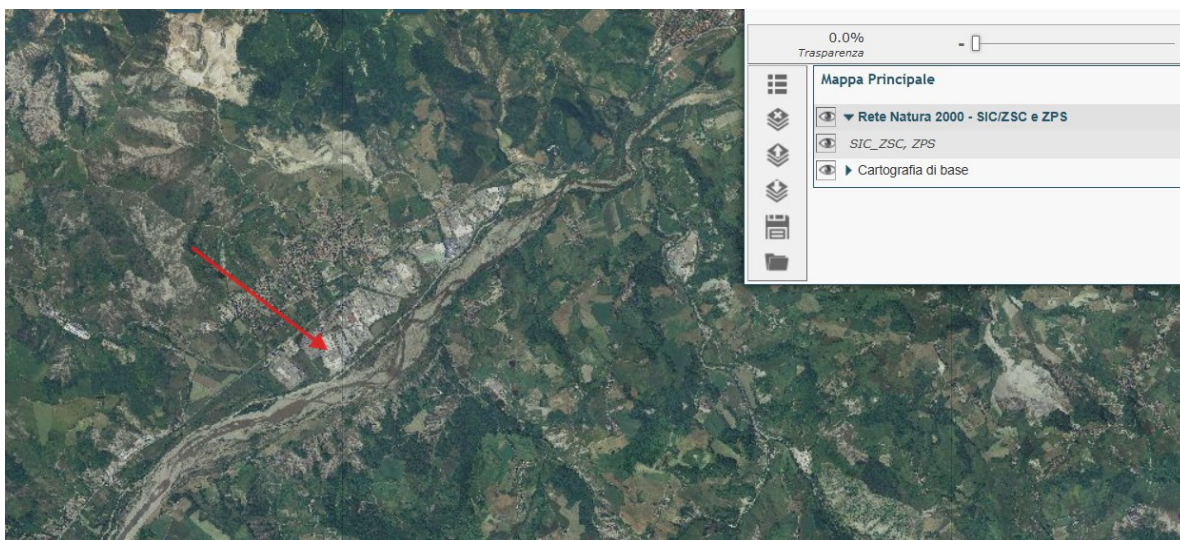 0.0%
Trasparenza
-
Mappa Principale
Rete Natura 2000 - SIC/ZSC e ZPS
SIC_ZSC, ZPS
Cartografia di base